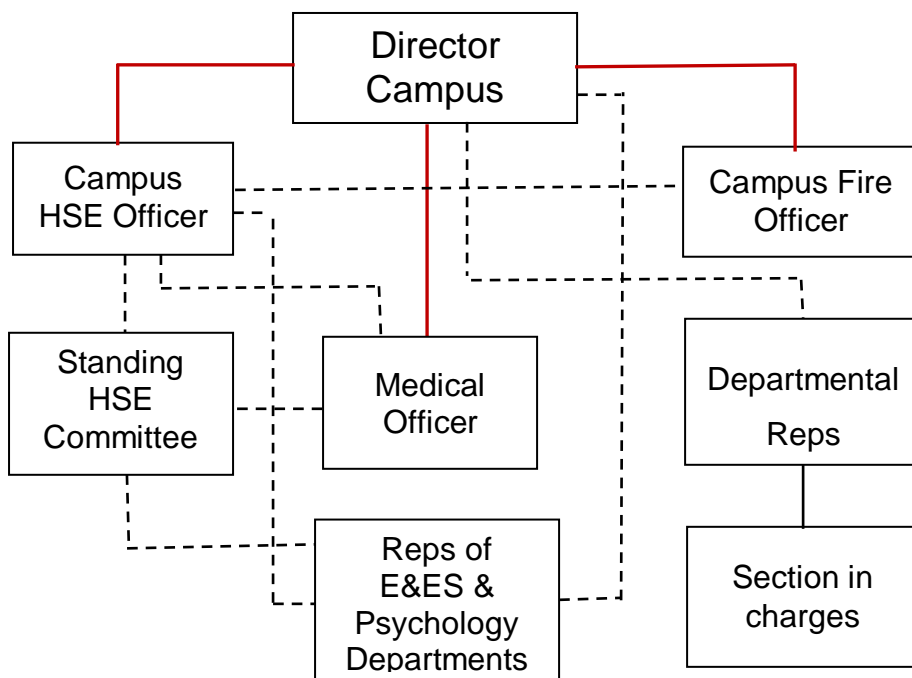 Director
Campus
Campus
HSE Officer
Campus Fire
Officer
Standing
HSE
Committee
Medical
Officer
Departmental
Reps
Reps of
E&ES &
Psychology
Departments
Section in
charges